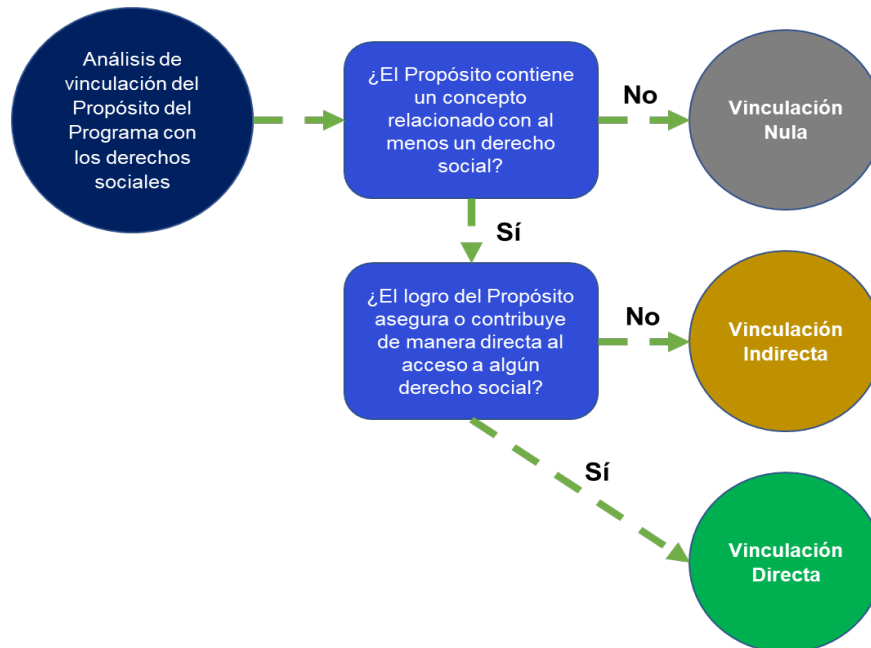 Análisis de
vinculación del
Propósito del
Programa con
los derechos
sociales
¿El Propósito contiene
un concepto
relacionado con al
menos un derecho
social?
No
Vinculación
Nula
Sí
¿El logro del Propósito
asegura o contribuye
de manera directa al
acceso a algún
derecho social?
No
Vinculación
Indirecta
Sí
Vinculación
Directa